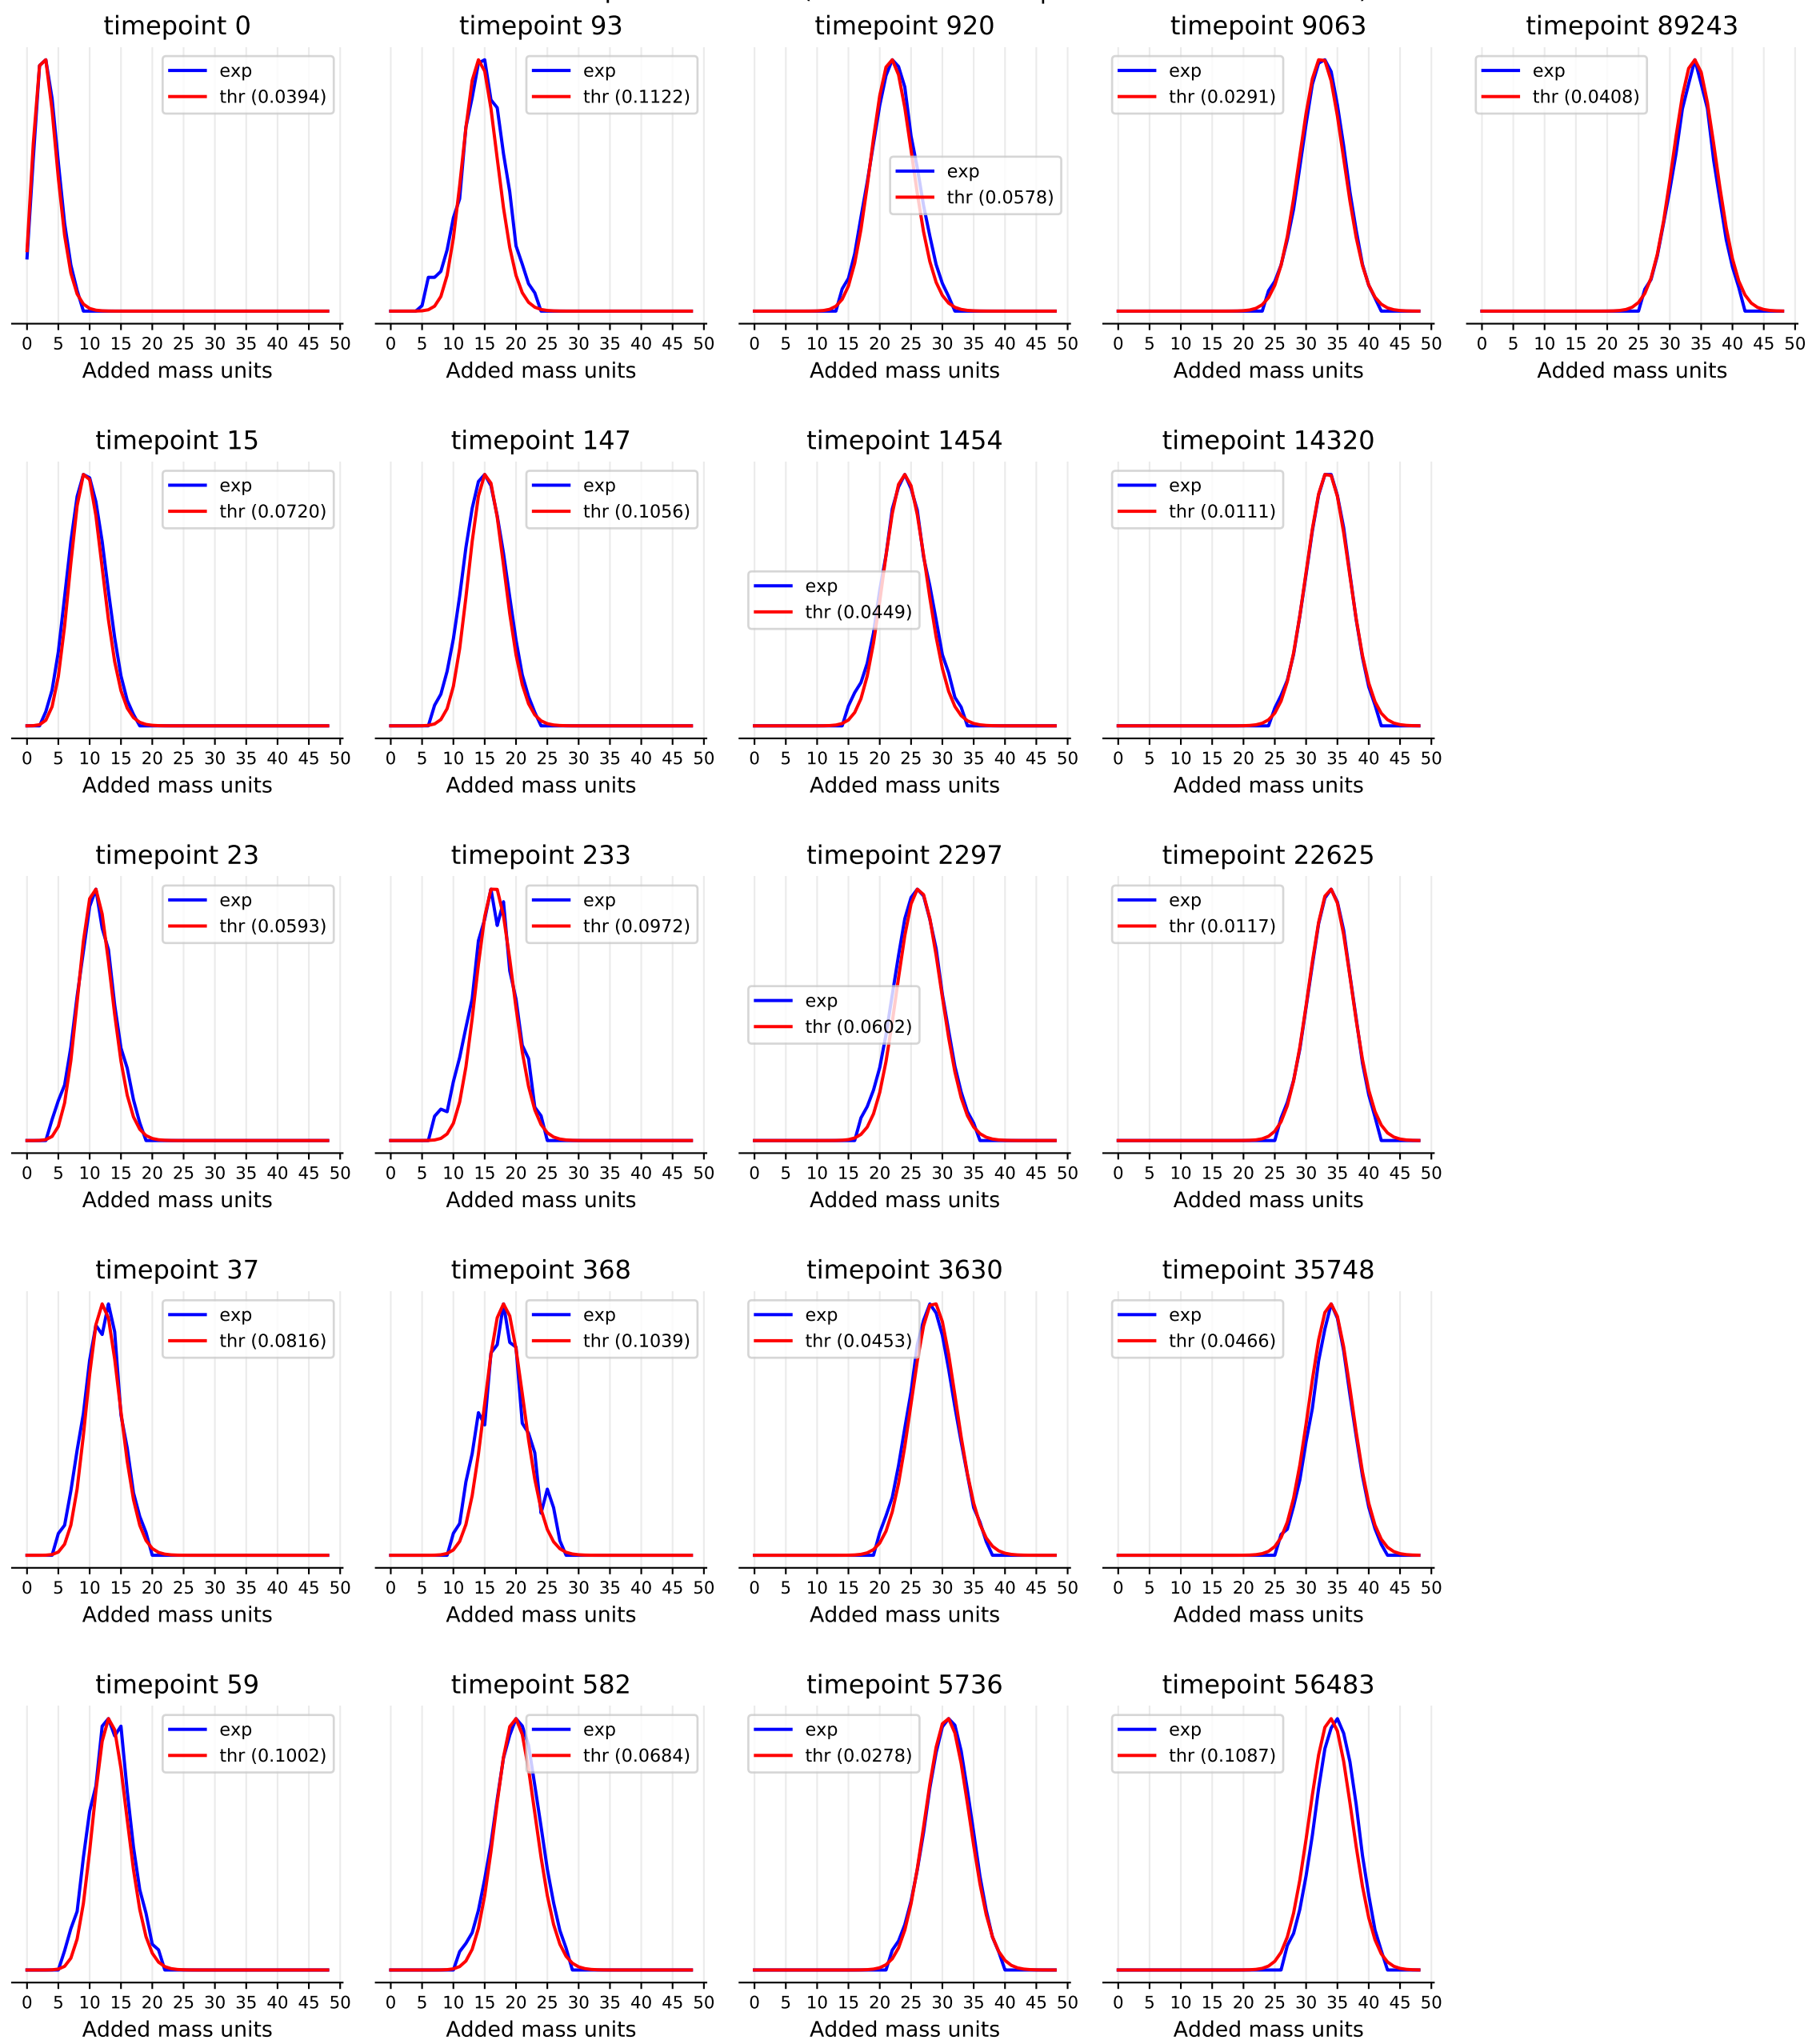 timepoint 0
exp
thr (0.0394)
0 5 10 15 20 25 30 35 40 45 50
Added mass units
timepoint 93
exp
thr (0.1122)
0 5 10 15 20 25 30 35 40 45 50
Added mass units
timepoint 920
exp
thr (0.0578)
0 5 10 15 20 25 30 35 40 45 50
Added mass units
timepoint 9063
exp
thr (0.0291)
0 5 10 15 20 25 30 35 40 45 50
Added mass units
timepoint 89243
exp
thr (0.0408)
0 5 10 15 20 25 30 35 40 45 50
Added mass units
timepoint 15
exp
thr (0.0720)
0 5 10 15 20 25 30 35 40 45 50
Added mass units
timepoint 147
exp
thr (0.1056)
0 5 10 15 20 25 30 35 40 45 50
Added mass units
timepoint 1454
exp
thr (0.0449)
0 5 10 15 20 25 30 35 40 45 50
Added mass units
timepoint 14320
exp
thr (0.0111)
0 5 10 15 20 25 30 35 40 45 50
Added mass units
timepoint 23
exp
thr (0.0593)
0 5 10 15 20 25 30 35 40 45 50
Added mass units
timepoint 233
exp
thr (0.0972)
0 5 10 15 20 25 30 35 40 45 50
Added mass units
timepoint 2297
exp
thr (0.0602)
0 5 10 15 20 25 30 35 40 45 50
Added mass units
timepoint 22625
exp
thr (0.0117)
0 5 10 15 20 25 30 35 40 45 50
Added mass units
timepoint 37
exp
thr (0.0816)
0 5 10 15 20 25 30 35 40 45 50
Added mass units
timepoint 368
exp
thr (0.1039)
0 5 10 15 20 25 30 35 40 45 50
Added mass units
timepoint 3630
exp
thr (0.0453)
0 5 10 15 20 25 30 35 40 45 50
Added mass units
timepoint 35748
exp
thr (0.0466)
0 5 10 15 20 25 30 35 40 45 50
Added mass units
timepoint 59
exp
thr (0.1002)
0 5 10 15 20 25 30 35 40 45 50
Added mass units
timepoint 582
exp
thr (0.0684)
0 5 10 15 20 25 30 35 40 45 50
Added mass units
timepoint 5736
exp
thr (0.0278)
0 5 10 15 20 25 30 35 40 45 50
Added mass units
timepoint 56483
exp
thr (0.1087)
0 5 10 15 20 25 30 35 40 45 50
Added mass units